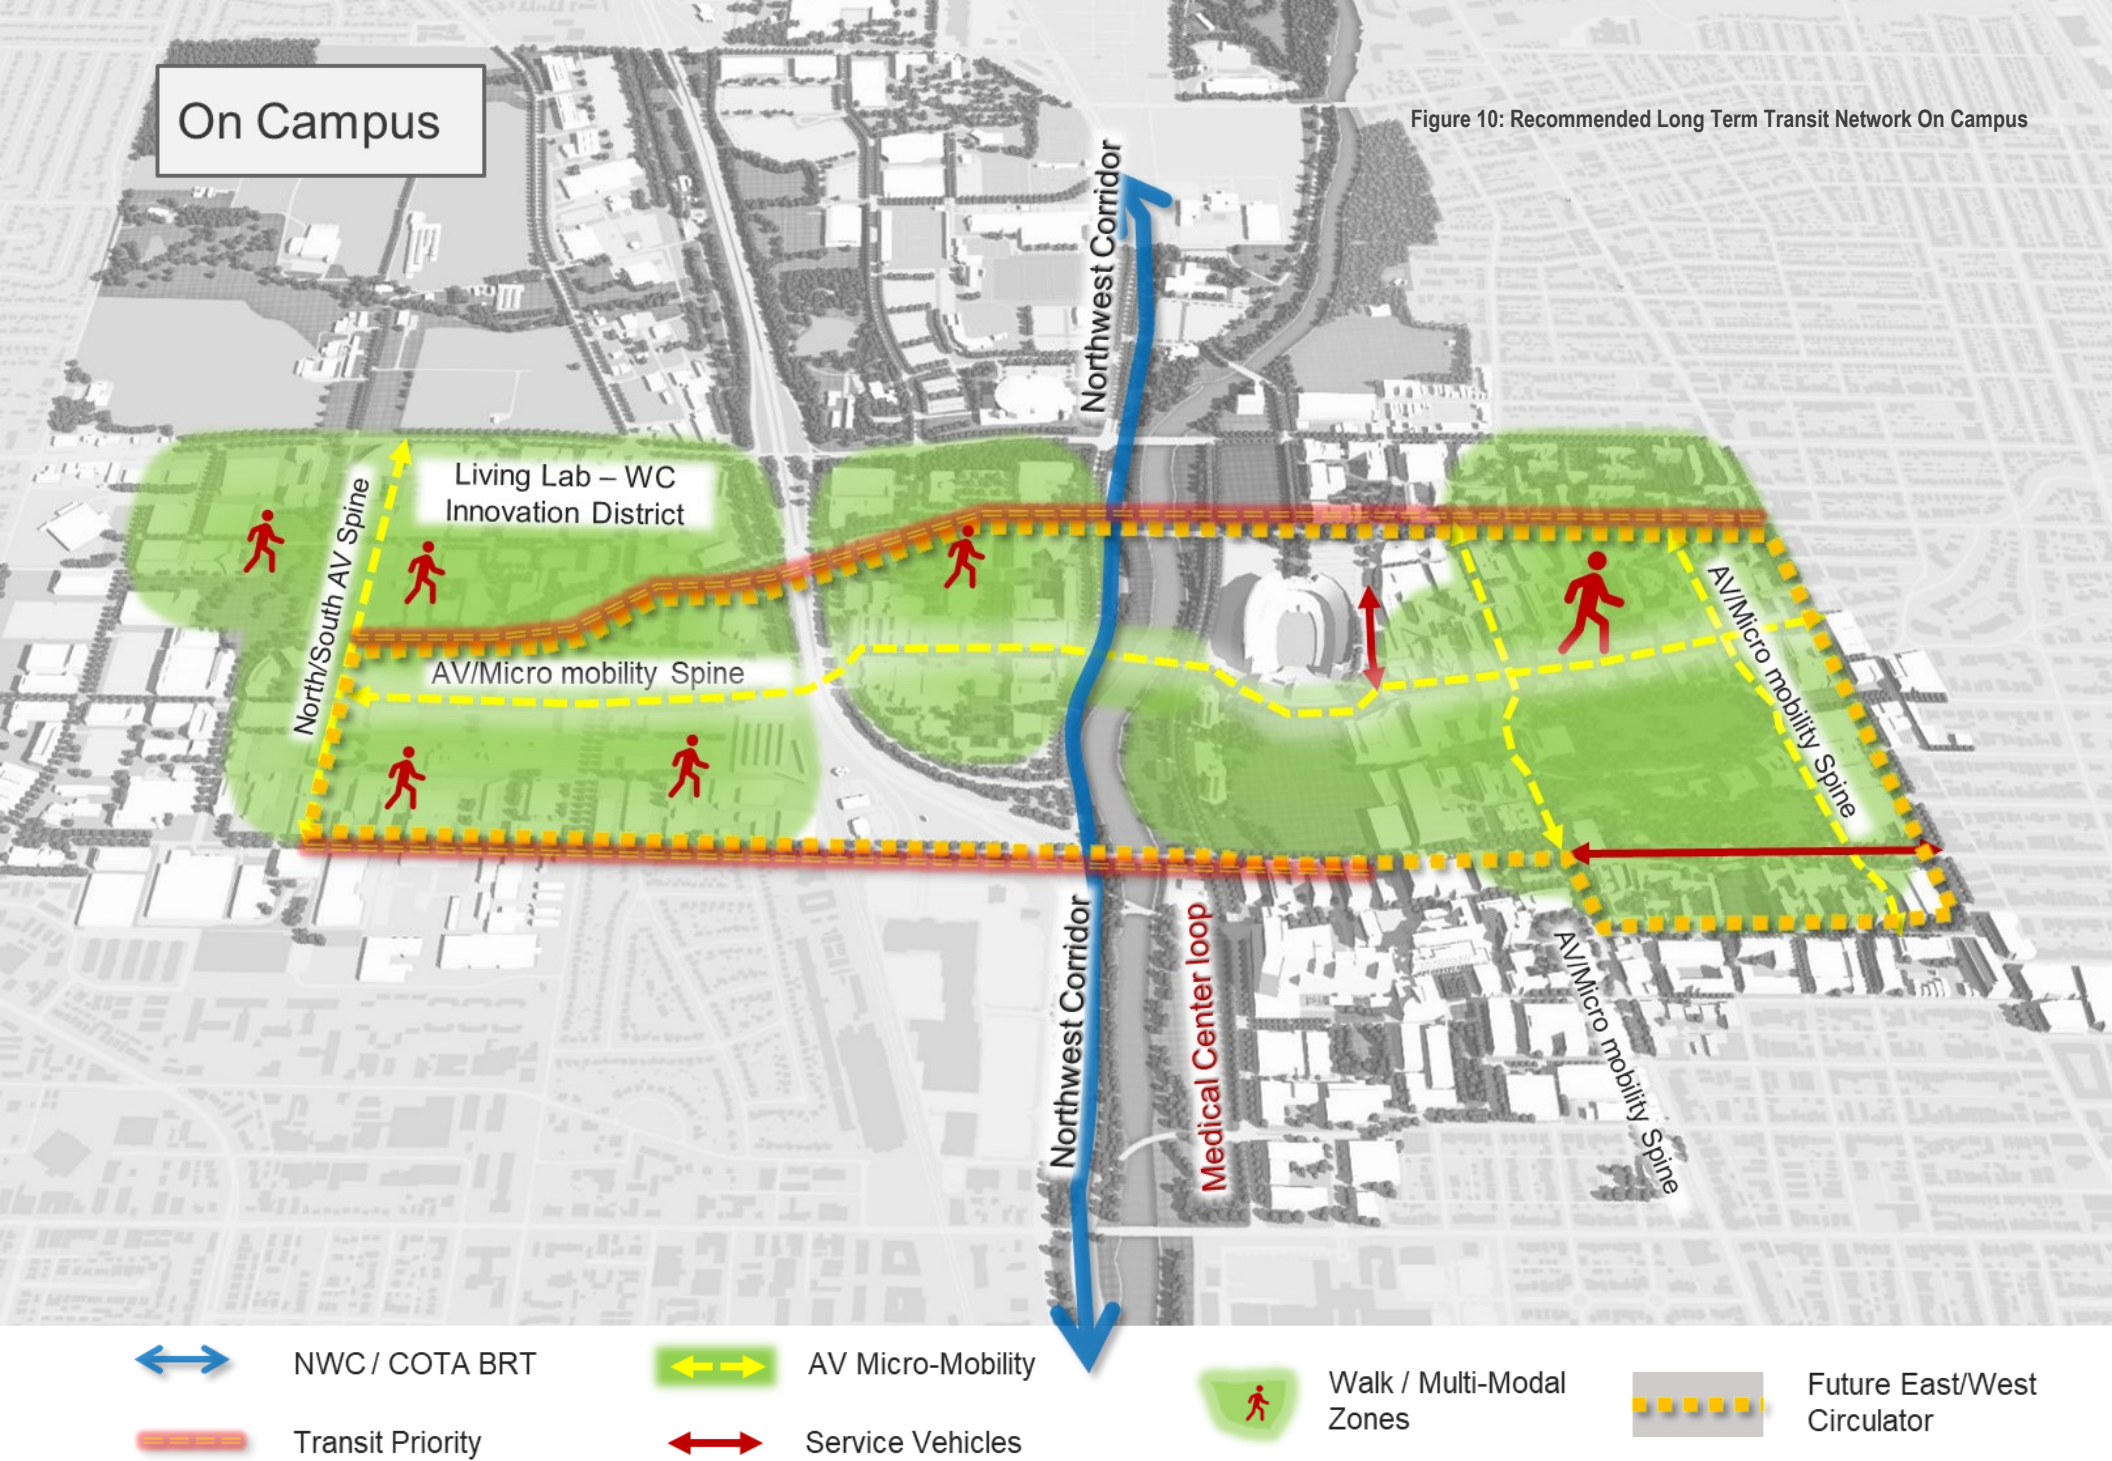 On Campus
Figure 10: Recommended Long Term Transit Network On Campus
Northwest Corridor
Living Lab – WC
Innovation District
North/South AV Spine
AV/Micro mobility Spine
AV/Micro mobility Spine
Northwest Corridor
Medical Center loop
AV/Micro mobility Spine
NWC / COTA BRT
AV Micro-Mobility
Walk / Multi-Modal
Zones
Future East/West
Circulator
Transit Priority
Service Vehicles